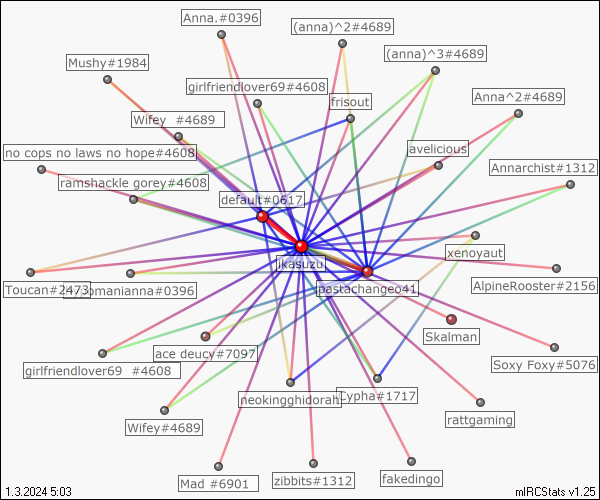 Anna.#0396
(anna)^2#4689
(anna)^3#4689
Mushy#1984
girlfriendlover69#4608
frisout
Anna^2#4689
Wifey #4689
avelicious
no cops no laws no hope#4608
Annarchist#1312
ramshackle gorey#4608
default#0617
xenoyaut
ikasuzu
Toucan#2473
omanianna#0396
pastachangeo41
AlpineRooster#2156
Skalman
ace deucy#7097
Soxy Foxy#5076
girlfriendlover69 #4608
neokingghidorah
Cypha#1717
rattgaming
Wifey#4689
Mad #6901
zibbits#1312
fakedingo
1.3.2024 5:03
mIRCStats v1.25